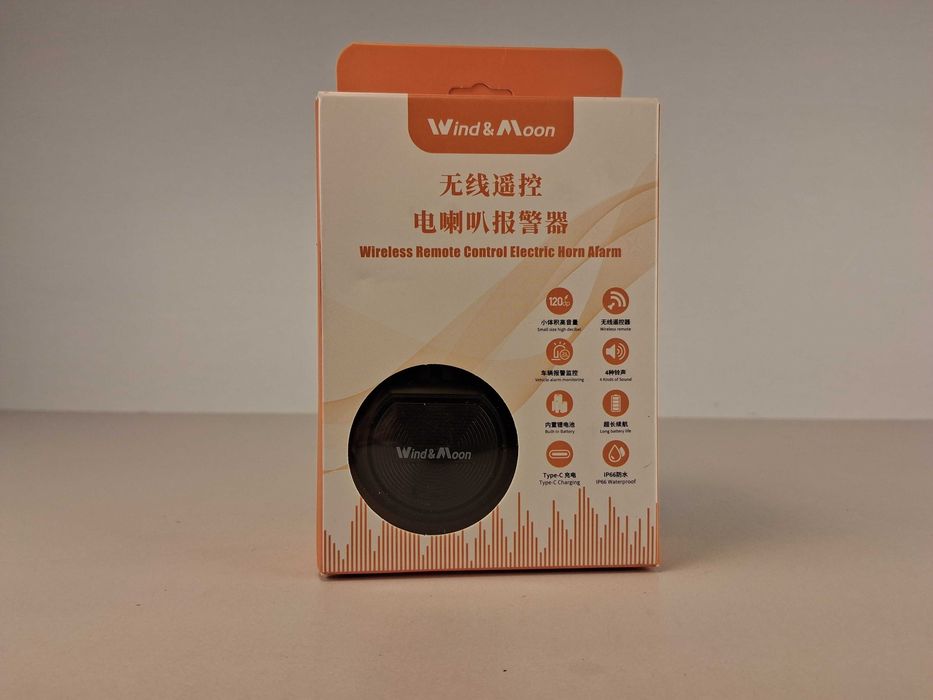 Wind & Moon
无线遥控
电喇叭报警器
Wireless Remote Control Electric Horn Alarm
120dp
小体积高音量
Small size high decibel
无线遥控器
Wireless remote
车辆报警监控
Vehicle alarm monitoring
4种铃声
4 Kinds of Sound
内置锂电池
Built-in Battery
超长续航
Long battery life
Type-C 充电
Type-C Charging
IP66防水
IP66 Waterproof
Wind & Moon